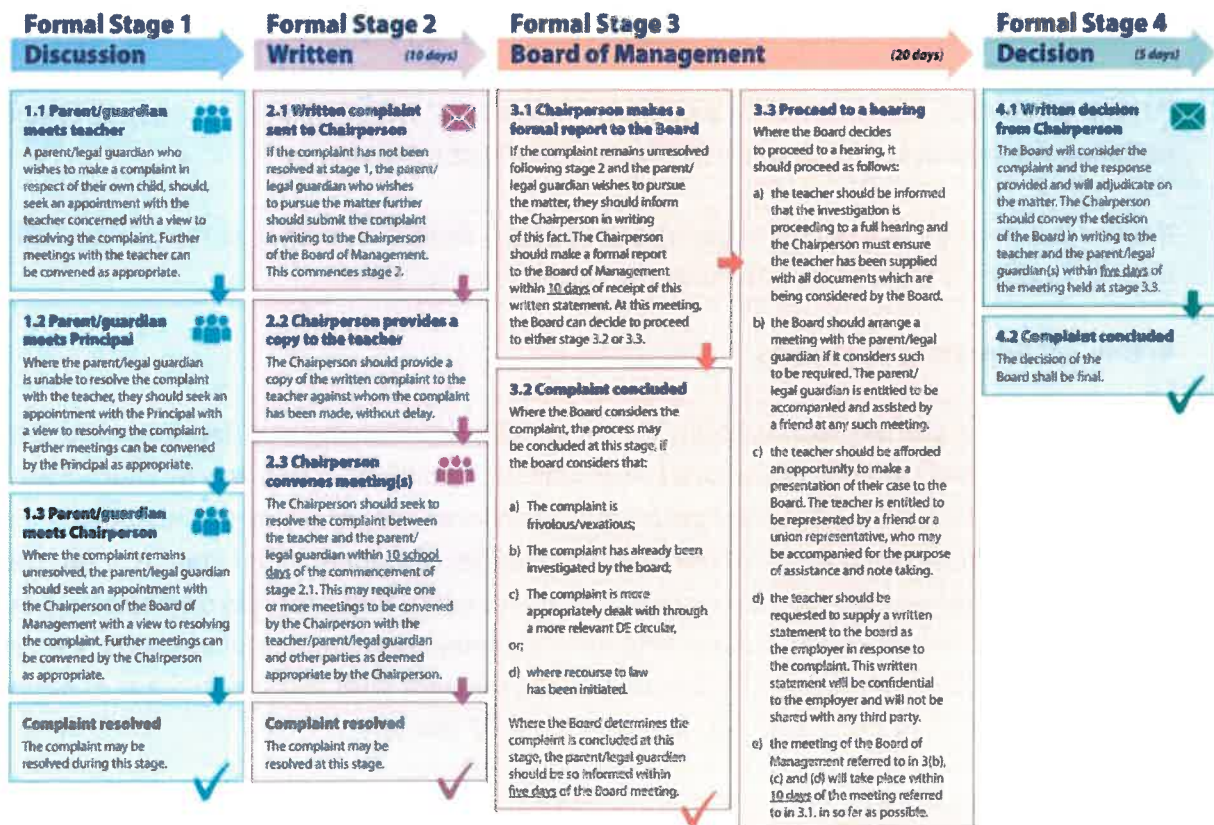 Formal Stage 1
Discussion
1.1 Parent/guardian
meets teacher
A parent/legal guardian who
wishes to make a complaint in
respect of their own child, should,
seek an appointment with the
teacher concerned with a view to
resolving the complaint. Further
meetings with the teacher can
be convened as appropriate.
1.2 Parent/guardian
meets Principal
Where the parent/legal guardian
is unable to resolve the complaint
with the teacher, they should seek an
appointment with the Principal with
a view to resolving the complaint.
Further meetings can be convened
by the Principal as appropriate.
1.3 Parent/guardian
meets Chairperson
Where the complaint remains
unresolved, the parent/legal guardian
should seek an appointment with
the Chairperson of the Board of
Management with a view to resolving
the complaint. Further meetings can
be convened by the Chairperson
as appropriate.
Complaint resolved
The complaint may be
resolved during this stage.
Formal Stage 2
Written (10 days)
2.1 Written complaint
sent to Chairperson
If the complaint has not been
resolved at stage 1, the parent/
legal guardian who wishes
to pursue the matter further
should submit the complaint
in writing to the Chairperson
of the Board of Management.
This commences stage 2.
2.2 Chairperson provides a
copy to the teacher
The Chairperson should provide a
copy of the written complaint to the
teacher against whom the complaint
has been made, without delay.
2.3 Chairperson
convenes meeting(s)
The Chairperson should seek to
resolve the complaint between
the teacher and the parent/
legal guardian within 10 school
days of the commencement of
stage 2.1. This may require one
or more meetings to be convened
by the Chairperson with the
teacher/parent/legal guardian
and other parties as deemed
appropriate by the Chairperson.
Complaint resolved
The complaint may be
resolved at this stage.
Formal Stage 3
Board of Management (20 days)
3.1 Chairperson makes a
formal report to the Board
If the complaint remains unresolved
following stage 2 and the parent/
legal guardian wishes to pursue
the matter, they should inform
the Chairperson in writing
of this fact. The Chairperson
should make a formal report
to the Board of Management
within 10 days of receipt of this
written statement. At this meeting,
the Board can decide to proceed
to either stage 3.2 or 3.3.
3.2 Complaint concluded
Where the Board considers the
complaint, the process may
be concluded at this stage, if
the board considers that:
a) The complaint is
frivolous/vexatious;
b) The complaint has already been
investigated by the board;
c) The complaint is more
appropriately dealt with through
a more relevant DE circular,
or;
d) where recourse to law
has been initiated.
Where the Board determines the
complaint is concluded at this
stage, the parent/legal guardian
should be so informed within
five days of the Board meeting.
3.3 Proceed to a hearing
Where the Board decides
to proceed to a hearing, it
should proceed as follows:
a) the teacher should be informed
that the investigation is
proceeding to a full hearing and
the Chairperson must ensure
the teacher has been supplied
with all documents which are
being considered by the Board.
b) the Board should arrange a
meeting with the parent/legal
guardian if it considers such
to be required. The parent/
legal guardian is entitled to be
accompanied and assisted by
a friend at any such meeting.
c) the teacher should be afforded
an opportunity to make a
presentation of their case to the
Board. The teacher is entitled to
be represented by a friend or a
union representative, who may
be accompanied for the purpose
of assistance and note taking.
d) the teacher should be
requested to supply a written
statement to the board as
the employer in response to
the complaint. This written
statement will be confidential
to the employer and will not be
shared with any third party.
e) the meeting of the Board of
Management referred to in 3(b),
(c) and (d) will take place within
10 days of the meeting referred
to in 3.1. in so far as possible.
Formal Stage 4
Decision (5 days)
4.1 Written decision
from Chairperson
The Board will consider the
complaint and the response
provided and will adjudicate on
the matter. The Chairperson
should convey the decision
of the Board in writing to the
teacher and the parent/legal
guardian(s) within five days of
the meeting held at stage 3.3.
4.2 Complaint concluded
The decision of the
Board shall be final.